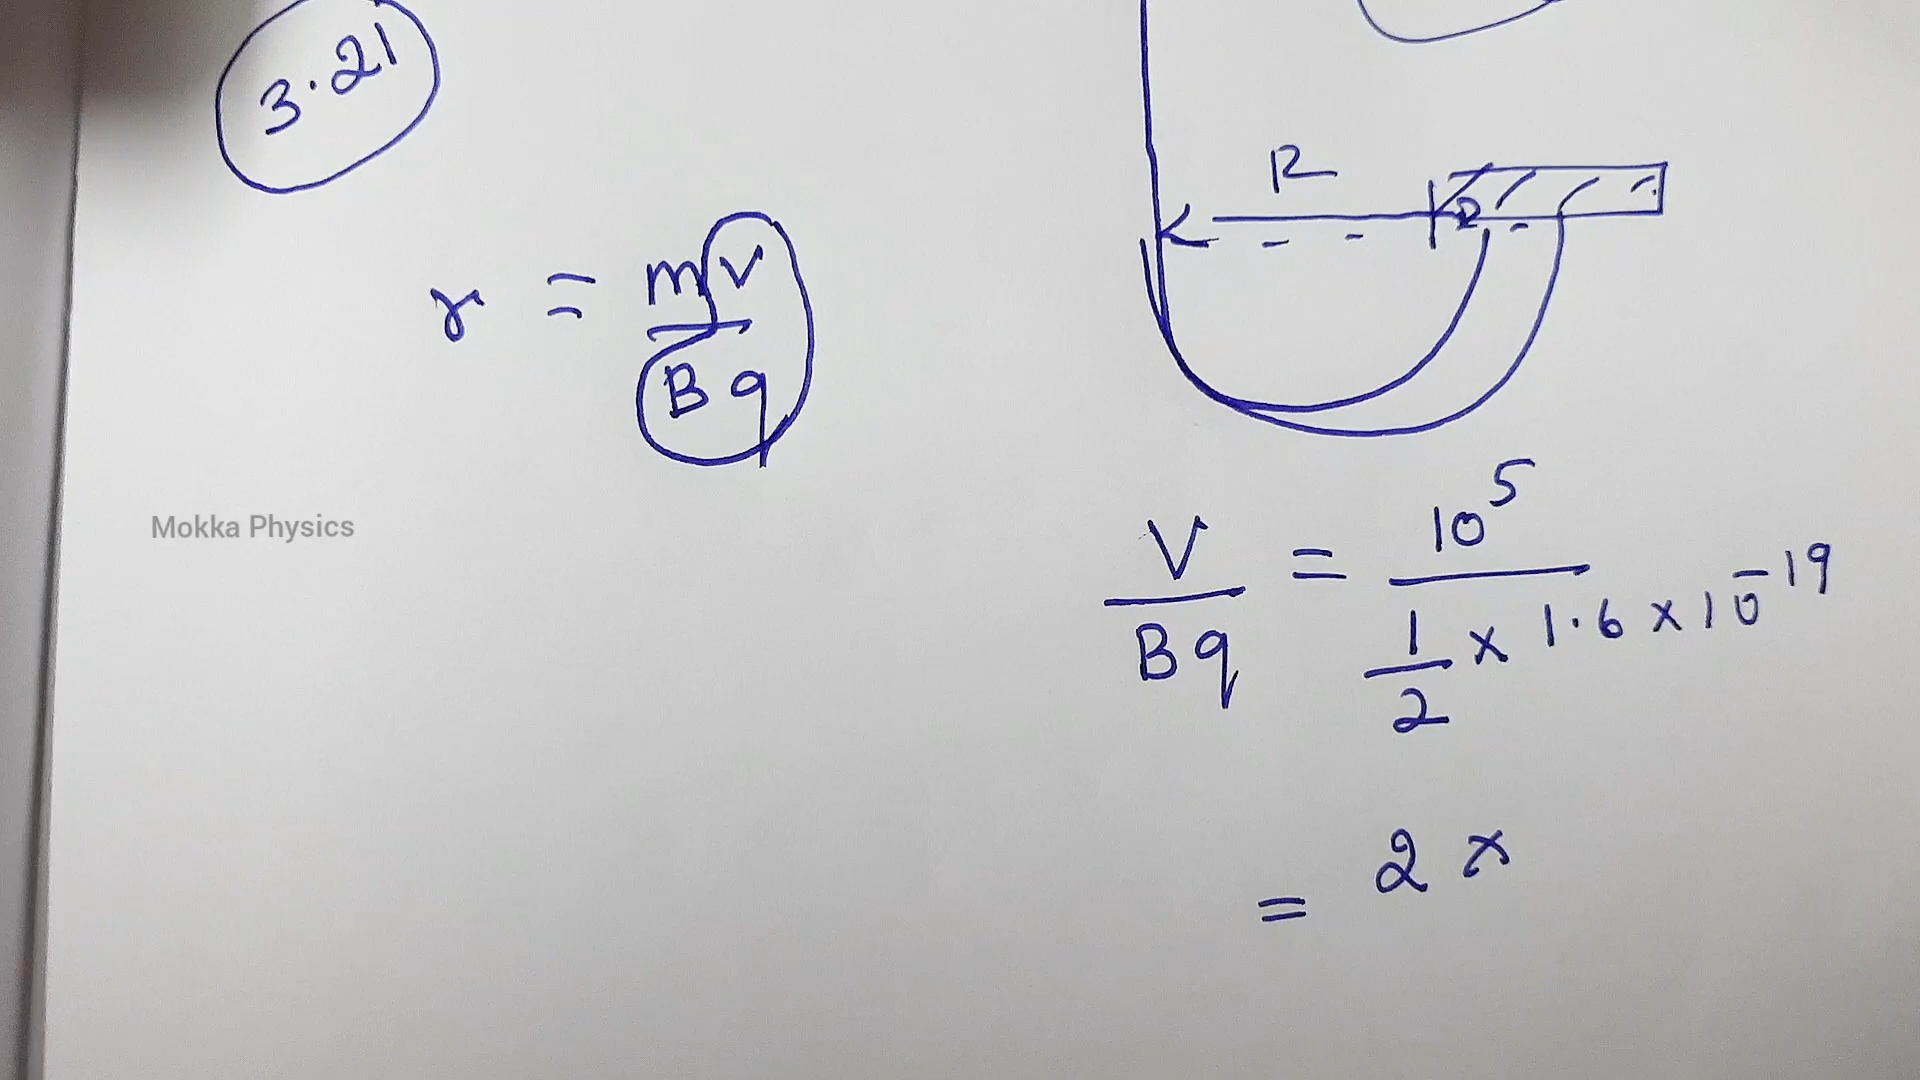 3.21
R
r = mv / Bq
Mokka Physics
V / Bq = 10^5 / (1/2 × 1.6 × 10^-19)
= 2 ×